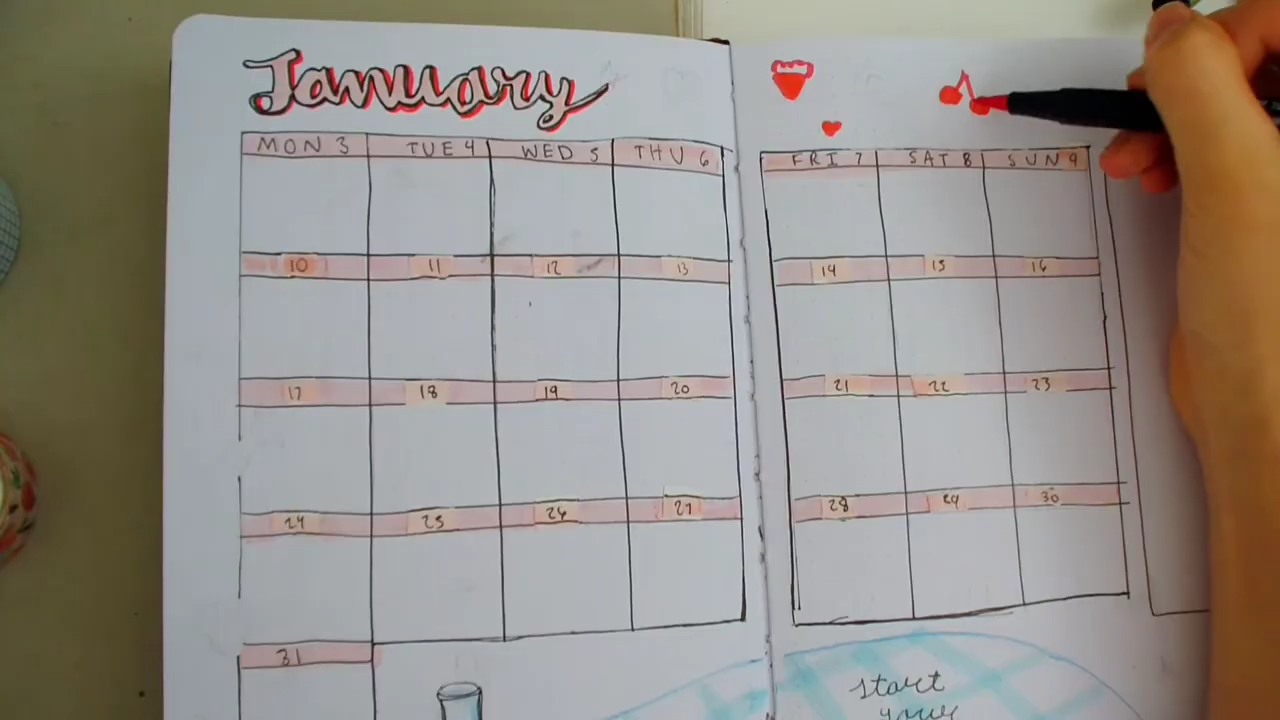 January
MON 3 TUE 4 WED 5 THU 6 FRI 7 SAT 8 SUN 9
10 11 12 13 14 15 16
17 18 19 20 21 22 23
24 25 26 27 28 29 30
31
start
your